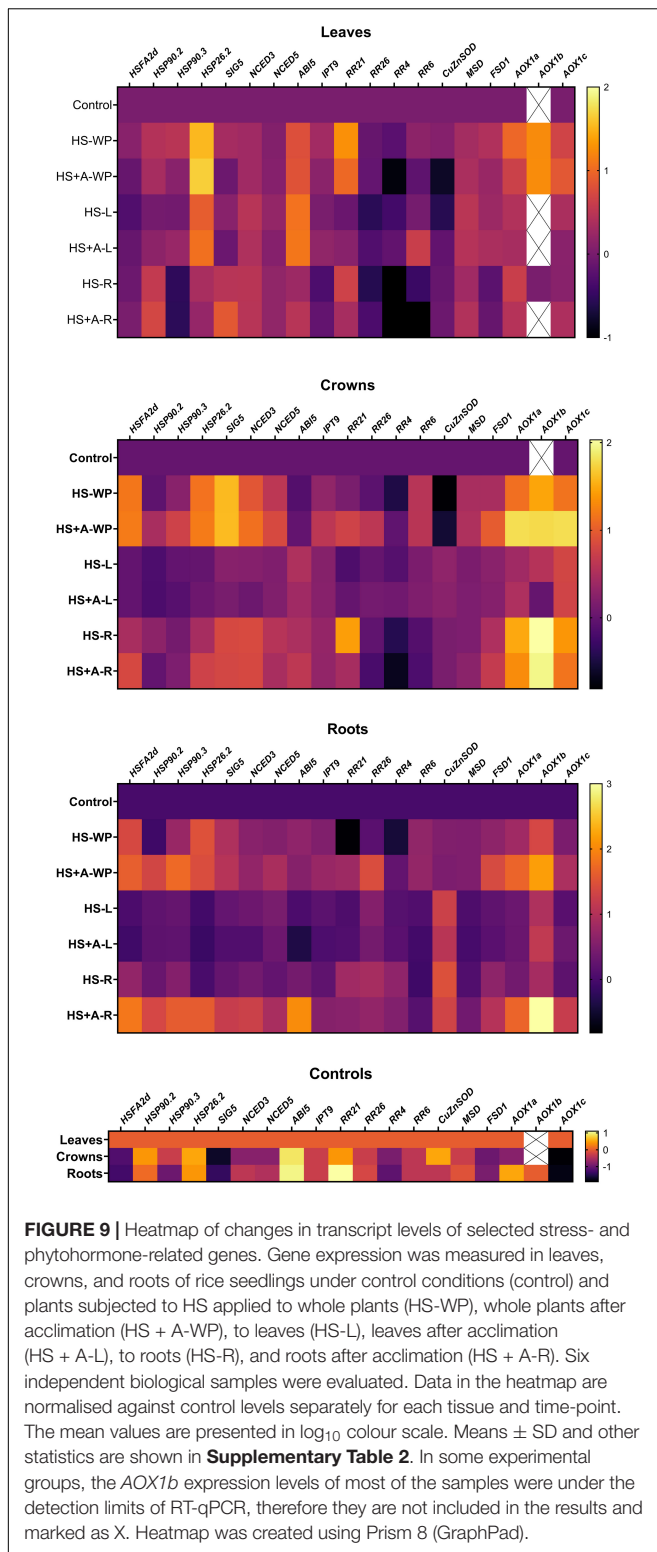 Leaves
HSFA2d HSP90.2 HSP90.3 HSP26.2 SIG5 NCED3 NCED5 ABI5 IPT9 RR21 RR26 RR4 RR6 CuZnSOD MSD FSD1 AOX1a AOX1b AOX1c
Control
HS-WP
HS+A-WP
HS-L
HS+A-L
HS-R
HS+A-R
2
1
0
-1
Crowns
HSFA2d HSP90.2 HSP90.3 HSP26.2 SIG5 NCED3 NCED5 ABI5 IPT9 RR21 RR26 RR4 RR6 CuZnSOD MSD FSD1 AOX1a AOX1b AOX1c
Control
HS-WP
HS+A-WP
HS-L
HS+A-L
HS-R
HS+A-R
2
1
0
Roots
HSFA2d HSP90.2 HSP90.3 HSP26.2 SIG5 NCED3 NCED5 ABI5 IPT9 RR21 RR26 RR4 RR6 CuZnSOD MSD FSD1 AOX1a AOX1b AOX1c
Control
HS-WP
HS+A-WP
HS-L
HS+A-L
HS-R
HS+A-R
3
2
1
0
Controls
HSFA2d HSP90.2 HSP90.3 HSP26.2 SIG5 NCED3 NCED5 ABI5 IPT9 RR21 RR26 RR4 RR6 CuZnSOD MSD FSD1 AOX1a AOX1b AOX1c
Leaves
Crowns
Roots
1
0
-1
FIGURE 9 | Heatmap of changes in transcript levels of selected stress- and
phytohormone-related genes. Gene expression was measured in leaves,
crowns, and roots of rice seedlings under control conditions (control) and
plants subjected to HS applied to whole plants (HS-WP), whole plants after
acclimation (HS + A-WP), to leaves (HS-L), leaves after acclimation
(HS + A-L), to roots (HS-R), and roots after acclimation (HS + A-R). Six
independent biological samples were evaluated. Data in the heatmap are
normalised against control levels separately for each tissue and time-point.
The mean values are presented in log10 colour scale. Means ± SD and other
statistics are shown in Supplementary Table 2. In some experimental
groups, the AOX1b expression levels of most of the samples were under the
detection limits of RT-qPCR, therefore they are not included in the results and
marked as X. Heatmap was created using Prism 8 (GraphPad).